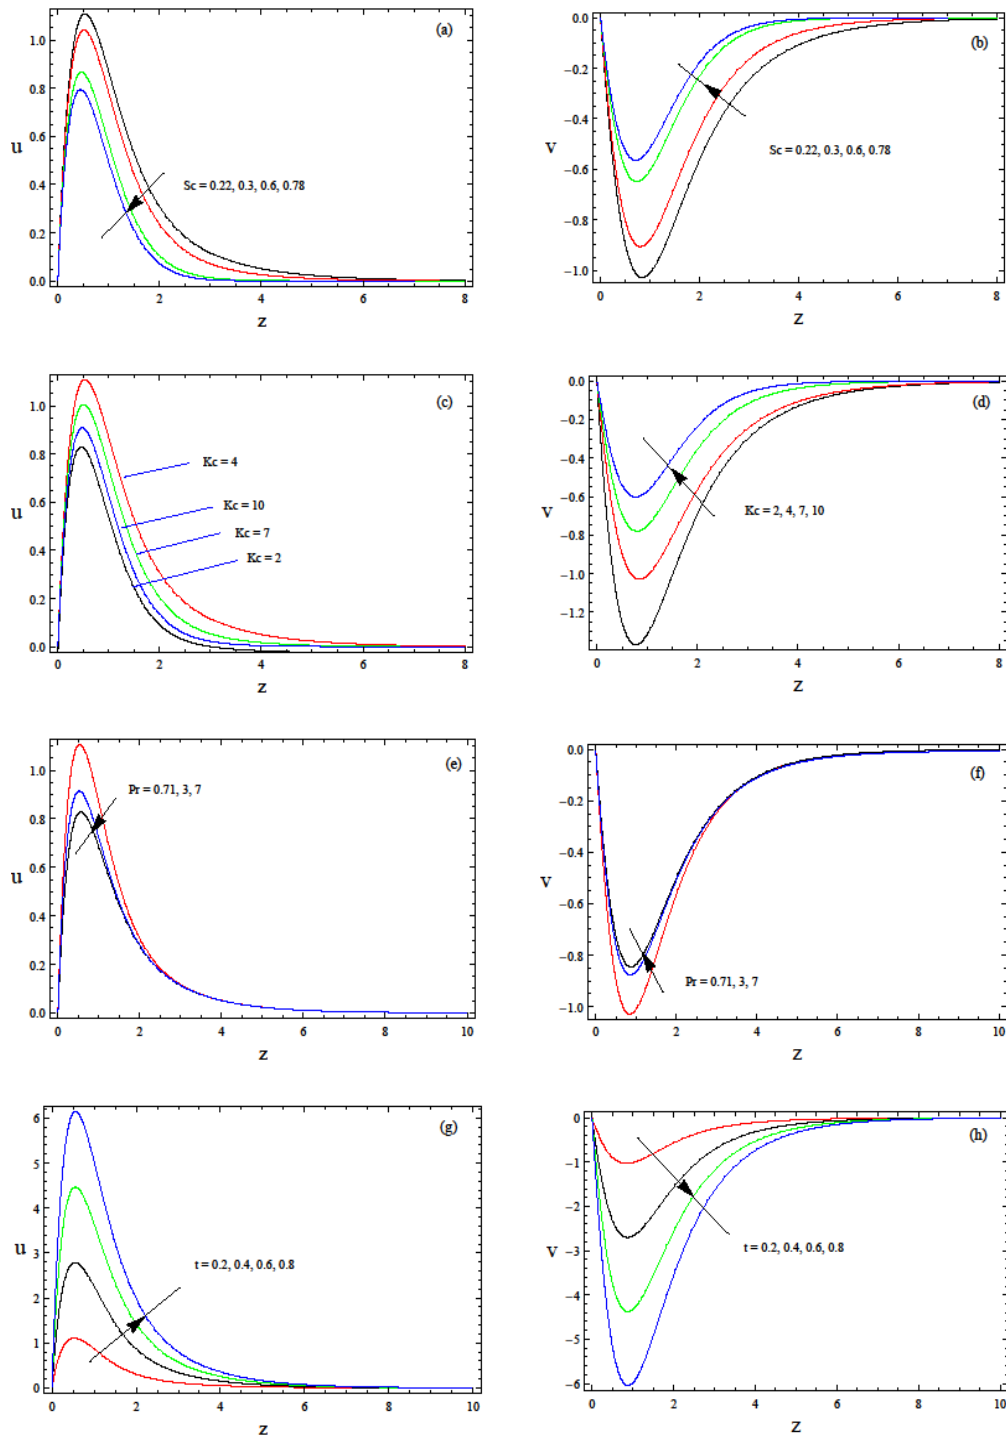 (a)
u
1.0
0.8
0.6
0.4
0.2
0.0
Sc = 0.22, 0.3, 0.6, 0.78
0 2 4 6 8
z
(b)
v
0.0
−0.2
−0.4
−0.6
−0.8
−1.0
Sc = 0.22, 0.3, 0.6, 0.78
0 2 4 6 8
z
(c)
u
1.0
0.8
0.6
0.4
0.2
0.0
Kc = 4
Kc = 10
Kc = 7
Kc = 2
0 2 4 6 8
z
(d)
v
0.0
−0.2
−0.4
−0.6
−0.8
−1.0
−1.2
Kc = 2, 4, 7, 10
0 2 4 6 8
z
(e)
u
1.0
0.8
0.6
0.4
0.2
0.0
Pr = 0.71, 3, 7
0 2 4 6 8 10
z
(f)
v
0.0
−0.2
−0.4
−0.6
−0.8
−1.0
Pr = 0.71, 3, 7
0 2 4 6 8 10
z
(g)
u
6
5
4
3
2
1
0
t = 0.2, 0.4, 0.6, 0.8
0 2 4 6 8 10
z
(h)
v
0
−1
−2
−3
−4
−5
−6
t = 0.2, 0.4, 0.6, 0.8
0 2 4 6 8 10
z